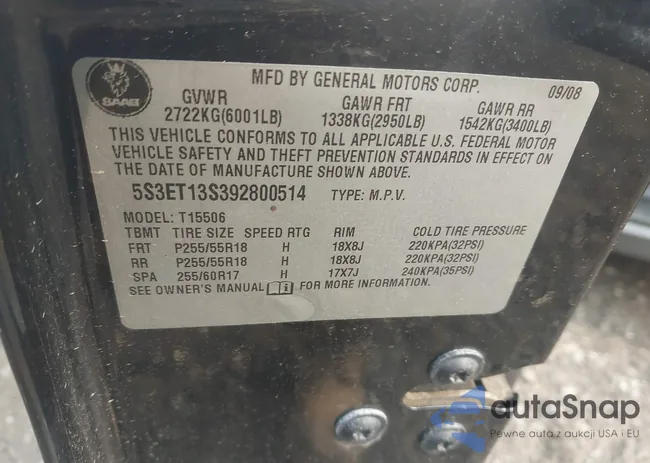 SAAB
MFD BY GENERAL MOTORS CORP. 09/08
GVWR GAWR FRT GAWR RR
2722KG(6001LB) 1338KG(2950LB) 1542KG(3400LB)
THIS VEHICLE CONFORMS TO ALL APPLICABLE U.S. FEDERAL MOTOR
VEHICLE SAFETY AND THEFT PREVENTION STANDARDS IN EFFECT ON
THE DATE OF MANUFACTURE SHOWN ABOVE.
5S3ET13S392800514 TYPE: M.P.V.
MODEL: T15506
TBMT TIRE SIZE SPEED RTG RIM COLD TIRE PRESSURE
FRT P255/55R18 H 18X8J 220KPA(32PSI)
RR P255/55R18 H 18X8J 220KPA(32PSI)
SPA 255/60R17 H 17X7J 240KPA(35PSI)
SEE OWNER'S MANUAL i FOR MORE INFORMATION.
autoSnap
Pewne auta z aukcji USA i EU